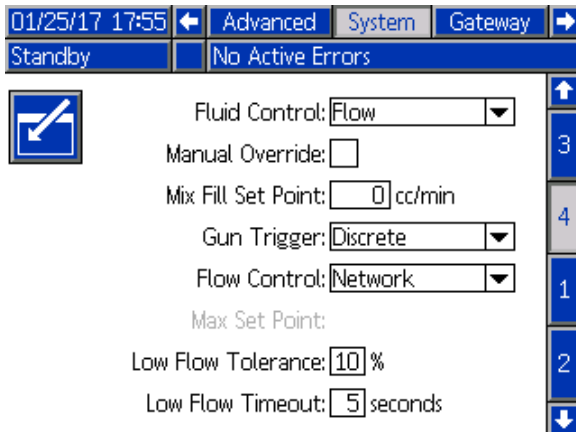 01/25/17 17:55 Advanced System Gateway
Standby No Active Errors
Fluid Control: Flow
3
Manual Override:
Mix Fill Set Point: 0 cc/min
4
Gun Trigger: Discrete
Flow Control: Network
1
Max Set Point:
Low Flow Tolerance: 10 %
2
Low Flow Timeout: 5 seconds